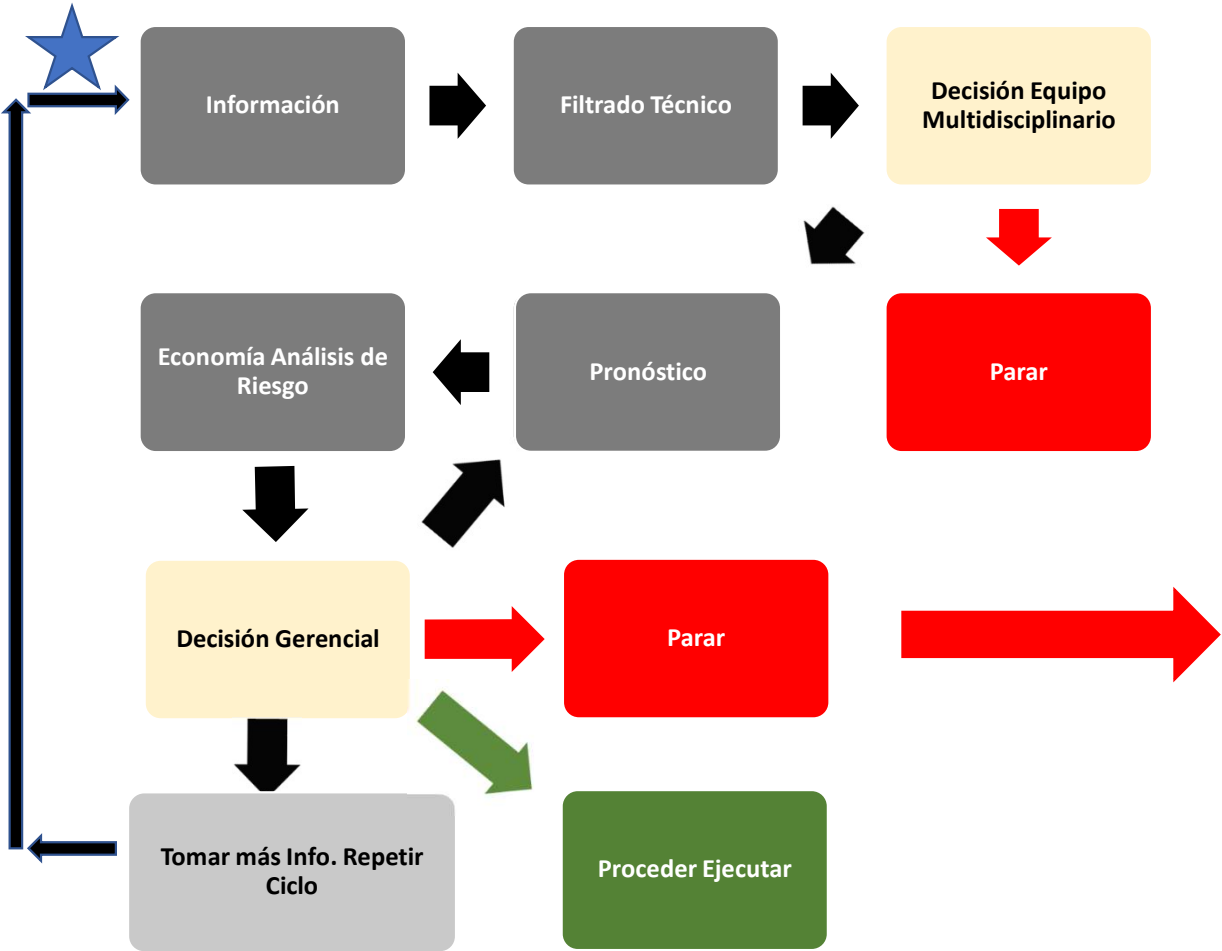 Información
Filtrado Técnico
Decisión Equipo
Multidisciplinario
Economía Análisis de
Riesgo
Pronóstico
Parar
Decisión Gerencial
Parar
Tomar más Info. Repetir
Ciclo
Proceder Ejecutar